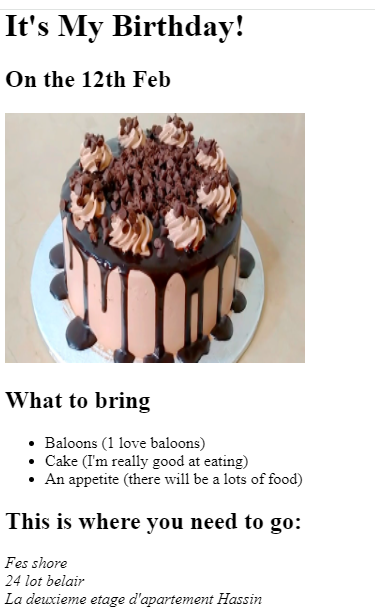 It's My Birthday!
On the 12th Feb
What to bring
Baloons (1 love baloons)
Cake (I'm really good at eating)
An appetite (there will be a lots of food)
This is where you need to go:
Fes shore
24 lot belair
La deuxieme etage d'apartement Hassin